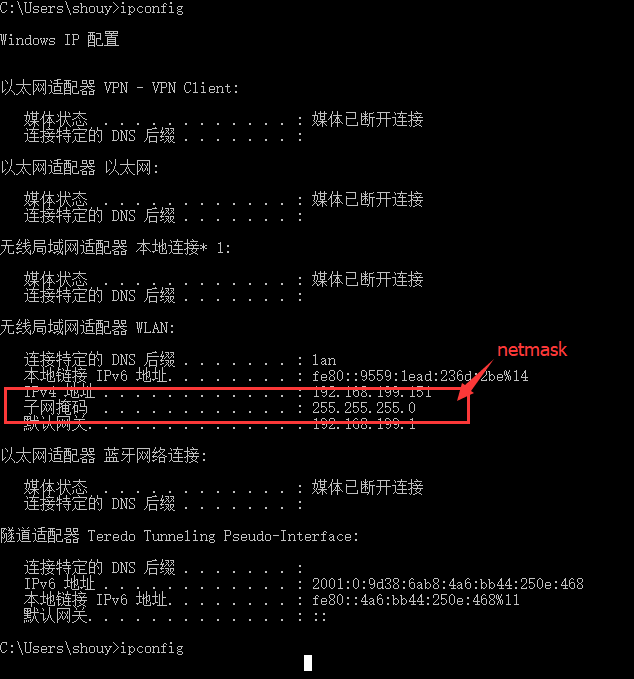 C:\Users\shouy>ipconfig
Windows IP 配置
以太网适配器 VPN - VPN Client:
媒体状态 . . . . . . . . . . . . : 媒体已断开连接
连接特定的 DNS 后缀 . . . . . . . :
以太网适配器 以太网:
媒体状态 . . . . . . . . . . . . : 媒体已断开连接
连接特定的 DNS 后缀 . . . . . . . :
无线局域网适配器 本地连接* 1:
媒体状态 . . . . . . . . . . . . : 媒体已断开连接
连接特定的 DNS 后缀 . . . . . . . :
无线局域网适配器 WLAN:
netmask
连接特定的 DNS 后缀 . . . . . . . : lan
本地链接 IPv6 地址. . . . . . . . : fe80::9559:1ead:236d:2be%14
IPv4 地址 . . . . . . . . . . . . : 192.168.199.151
子网掩码 . . . . . . . . . . . . : 255.255.255.0
默认网关. . . . . . . . . . . . . : 192.168.199.1
以太网适配器 蓝牙网络连接:
媒体状态 . . . . . . . . . . . . : 媒体已断开连接
连接特定的 DNS 后缀 . . . . . . . :
隧道适配器 Teredo Tunneling Pseudo-Interface:
连接特定的 DNS 后缀 . . . . . . . :
IPv6 地址 . . . . . . . . . . . . : 2001:0:9d38:6ab8:4a6:bb44:250e:468
本地链接 IPv6 地址. . . . . . . . : fe80::4a6:bb44:250e:468%11
默认网关. . . . . . . . . . . . . : ::
C:\Users\shouy>ipconfig